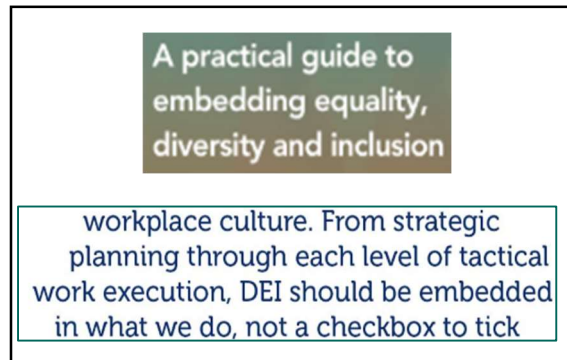 A practical guide to
embedding equality,
diversity and inclusion
workplace culture. From strategic
planning through each level of tactical
work execution, DEI should be embedded
in what we do, not a checkbox to tick